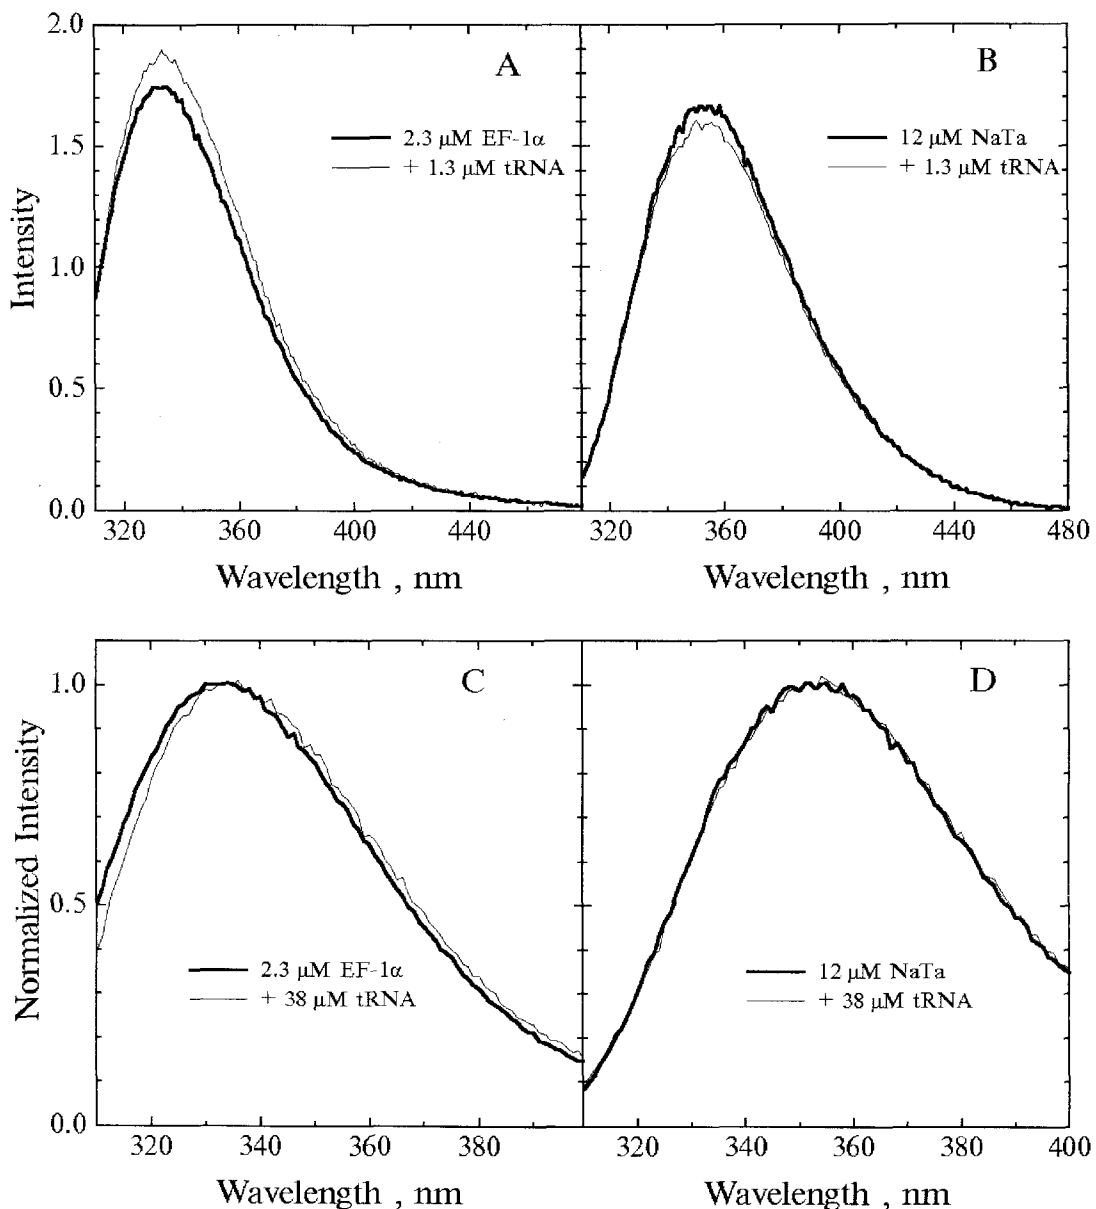 2.0
1.5
1.0
0.5
0.0
Intensity
A
2.3 μM EF-1α
+ 1.3 μM tRNA
320 360 400 440
Wavelength , nm
B
12 μM NaTa
+ 1.3 μM tRNA
320 360 400 440 480
Wavelength , nm
1.0
0.5
0.0
Normalized Intensity
C
2.3 μM EF-1α
+ 38 μM tRNA
320 340 360 380
Wavelength , nm
D
12 μM NaTa
+ 38 μM tRNA
320 340 360 380 400
Wavelength , nm